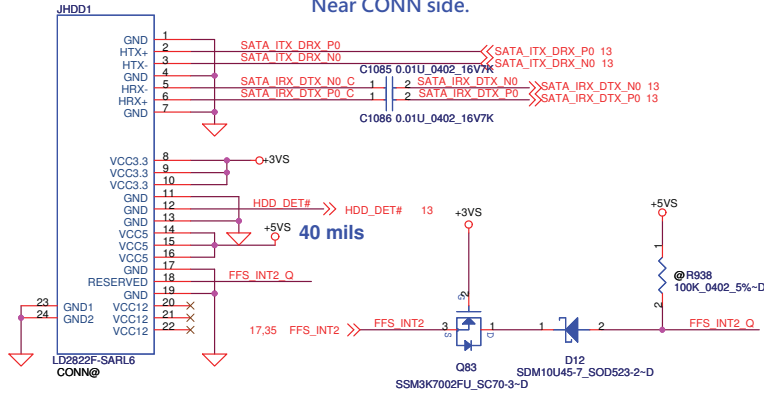 Near CONN side.
JHDD1
GND 1
HTX+ 2 SATA_ITX_DRX_P0 SATA_ITX_DRX_P0 13
HTX- 3 SATA_ITX_DRX_N0 SATA_ITX_DRX_N0 13
GND 4 C1085 0.01U_0402_16V7K
HRX- 5 SATA_IRX_DTX_N0_C 1 2 SATA_IRX_DTX_N0 SATA_IRX_DTX_N0 13
HRX+ 6 SATA_IRX_DTX_P0_C 1 2 SATA_IRX_DTX_P0 SATA_IRX_DTX_P0 13
GND 7 C1086 0.01U_0402_16V7K
VCC3.3 8 +3VS
VCC3.3 9
VCC3.3 10
GND 11
GND 12 HDD_DET# HDD_DET# 13
GND 13
VCC5 14 +5VS 40 mils
VCC5 15
VCC5 16
GND 17
RESERVED 18 FFS_INT2_Q
GND 19
VCC12 20
VCC12 21
VCC12 22
23 GND1
24 GND2
LD2822F-SARL6
CONN@
+3VS
+5VS
1
@ R938
100K_0402_5%~D
2
2
G
17,35 FFS_INT2 FFS_INT2 3 S D 1 1 2 FFS_INT2_Q
Q83
SSM3K7002FU_SC70-3~D
D12
SDM10U45-7_SOD523-2~D